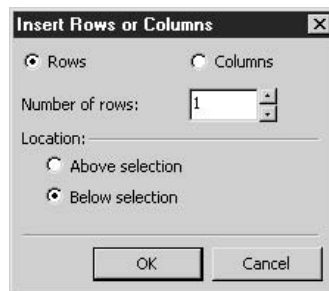 Insert Rows or Columns
Rows Columns
Number of rows: 1
Location:
Above selection
Below selection
OK Cancel